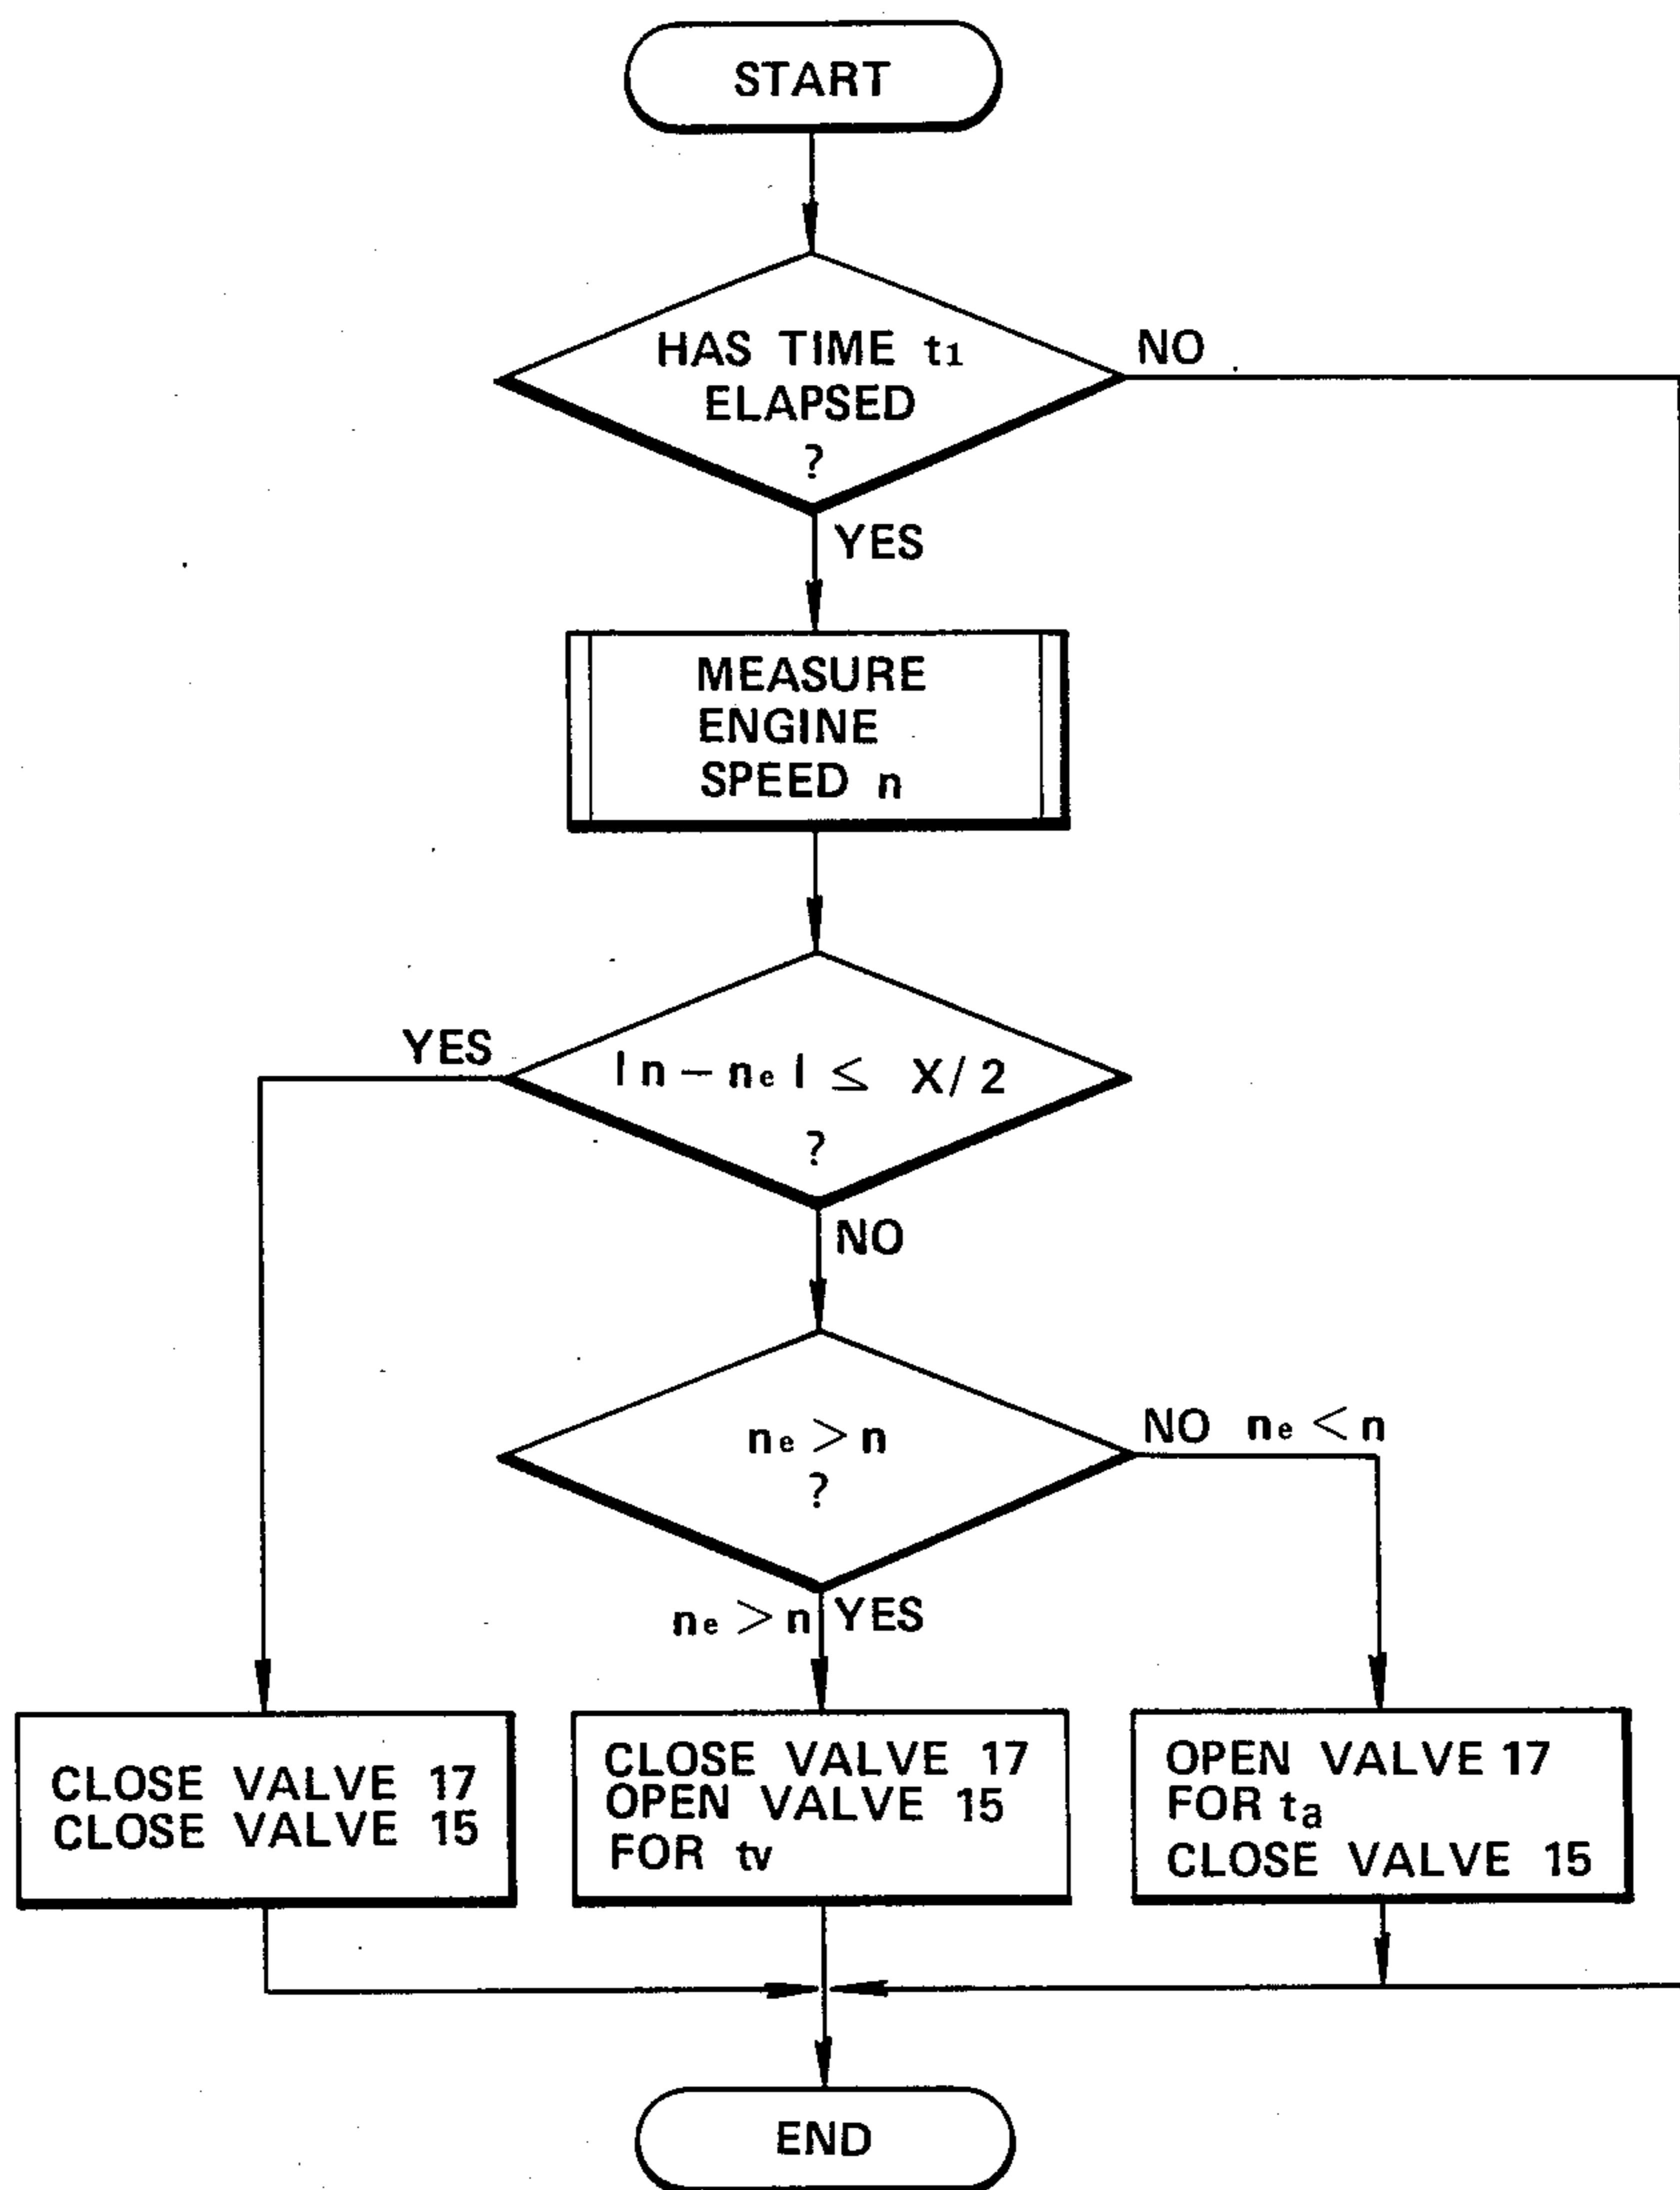 START
HAS TIME t1
ELAPSED
?
NO
YES
MEASURE
ENGINE
SPEED n
YES
|n − ne| ≤ X/2
?
NO
ne > n
?
NO ne < n
ne > n YES
CLOSE VALVE 17
CLOSE VALVE 15
CLOSE VALVE 17
OPEN VALVE 15
FOR tv
OPEN VALVE 17
FOR ta
CLOSE VALVE 15
END